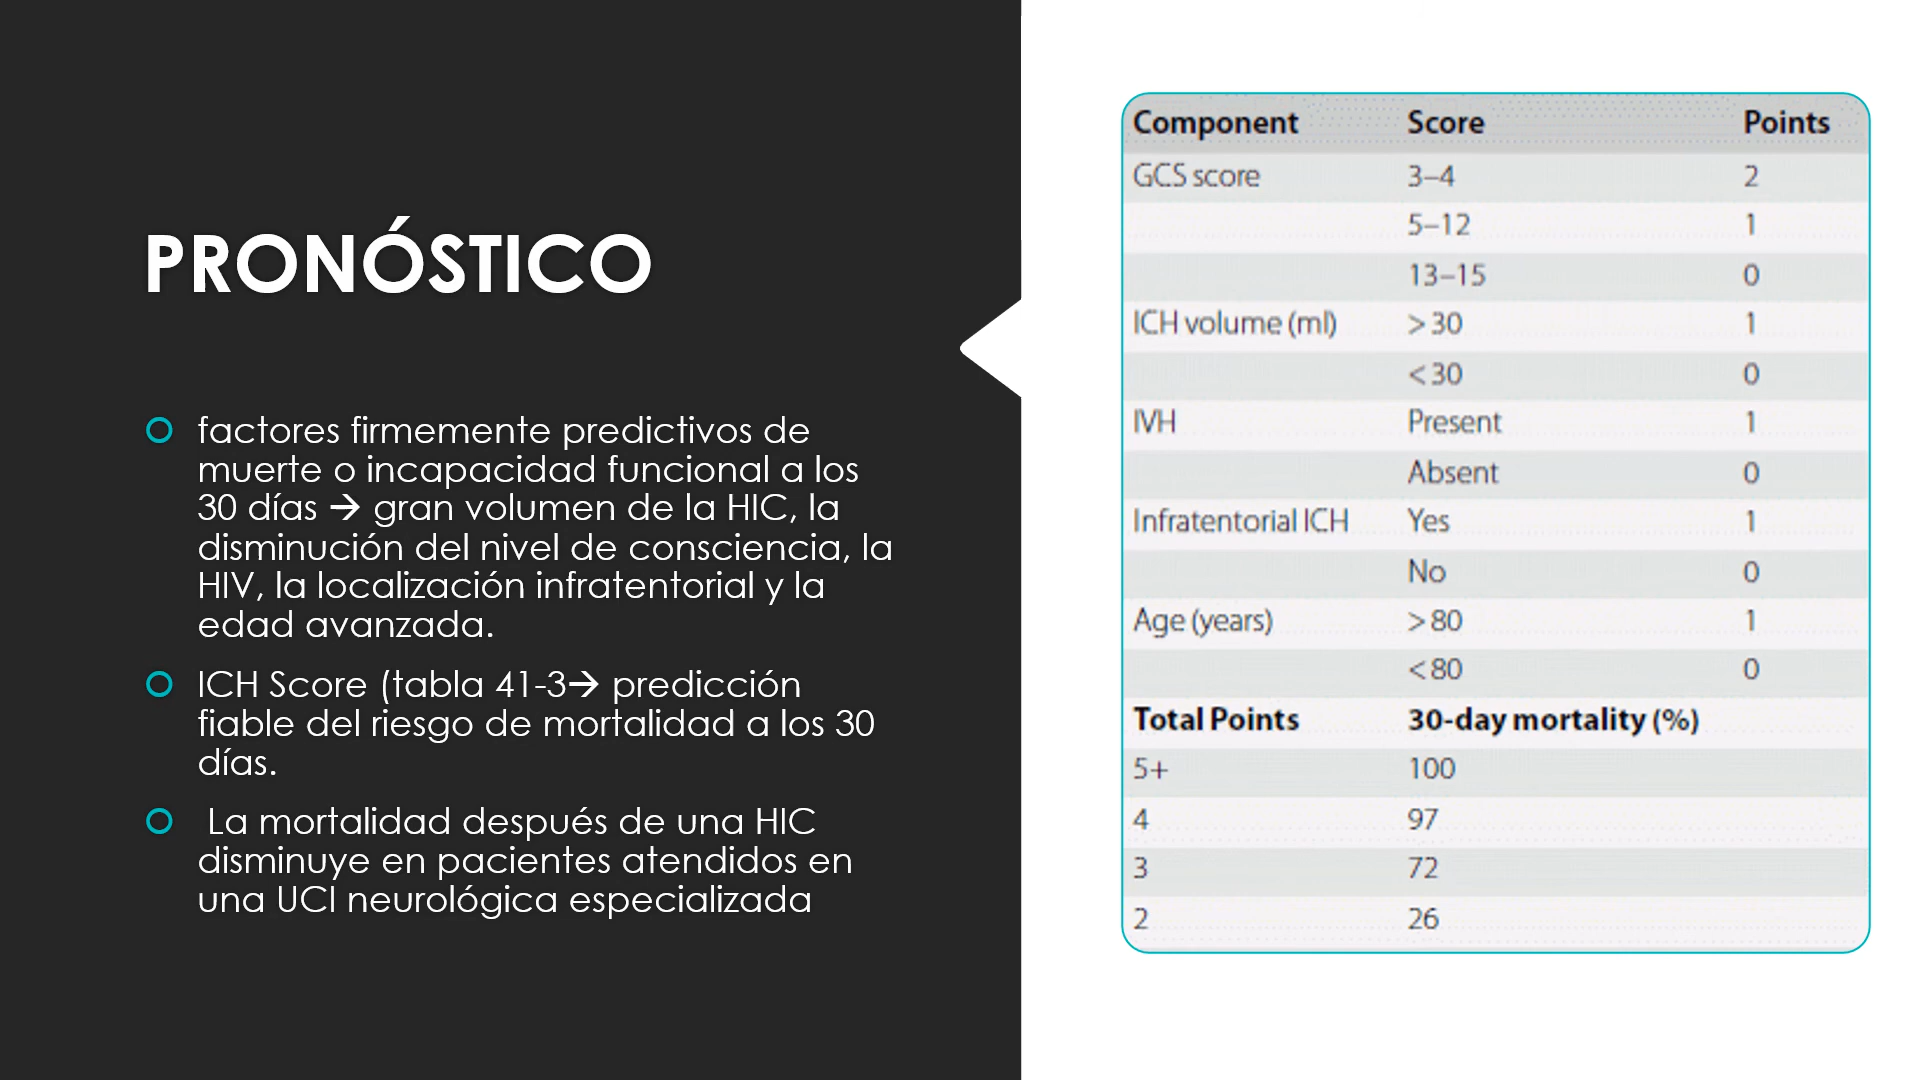 PRONÓSTICO
factores firmemente predictivos de
muerte o incapacidad funcional a los
30 días → gran volumen de la HIC, la
disminución del nivel de consciencia, la
HIV, la localización infratentorial y la
edad avanzada.
ICH Score (tabla 41-3→ predicción
fiable del riesgo de mortalidad a los 30
días.
La mortalidad después de una HIC
disminuye en pacientes atendidos en
una UCI neurológica especializada
Component Score Points
GCS score 3–4 2
5–12 1
13–15 0
ICH volume (ml) > 30 1
< 30 0
IVH Present 1
Absent 0
Infratentorial ICH Yes 1
No 0
Age (years) > 80 1
< 80 0
Total Points 30-day mortality (%)
5+ 100
4 97
3 72
2 26